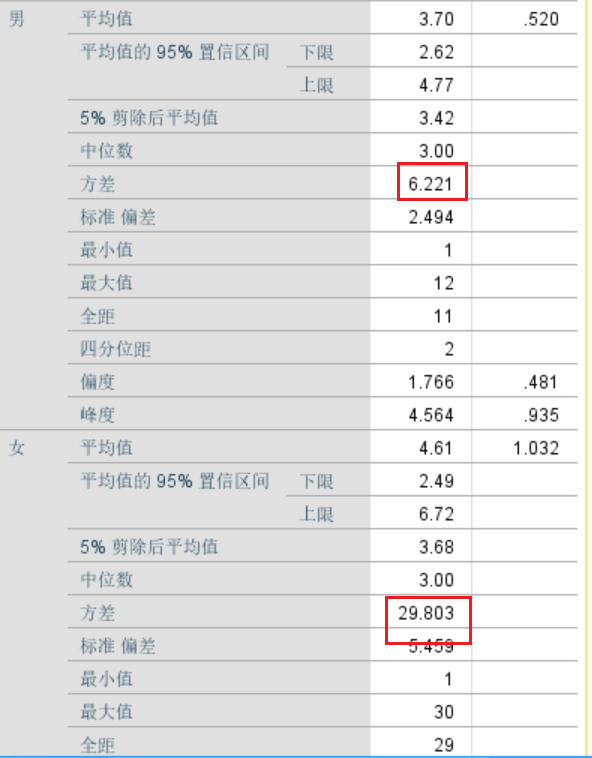 男 平均值 3.70 .520
平均值的 95% 置信区间 下限 2.62
上限 4.77
5% 剪除后平均值 3.42
中位数 3.00
方差 6.221
标准 偏差 2.494
最小值 1
最大值 12
全距 11
四分位距 2
偏度 1.766 .481
峰度 4.564 .935
女 平均值 4.61 1.032
平均值的 95% 置信区间 下限 2.49
上限 6.72
5% 剪除后平均值 3.68
中位数 3.00
方差 29.803
标准 偏差 5.459
最小值 1
最大值 30
全距 29